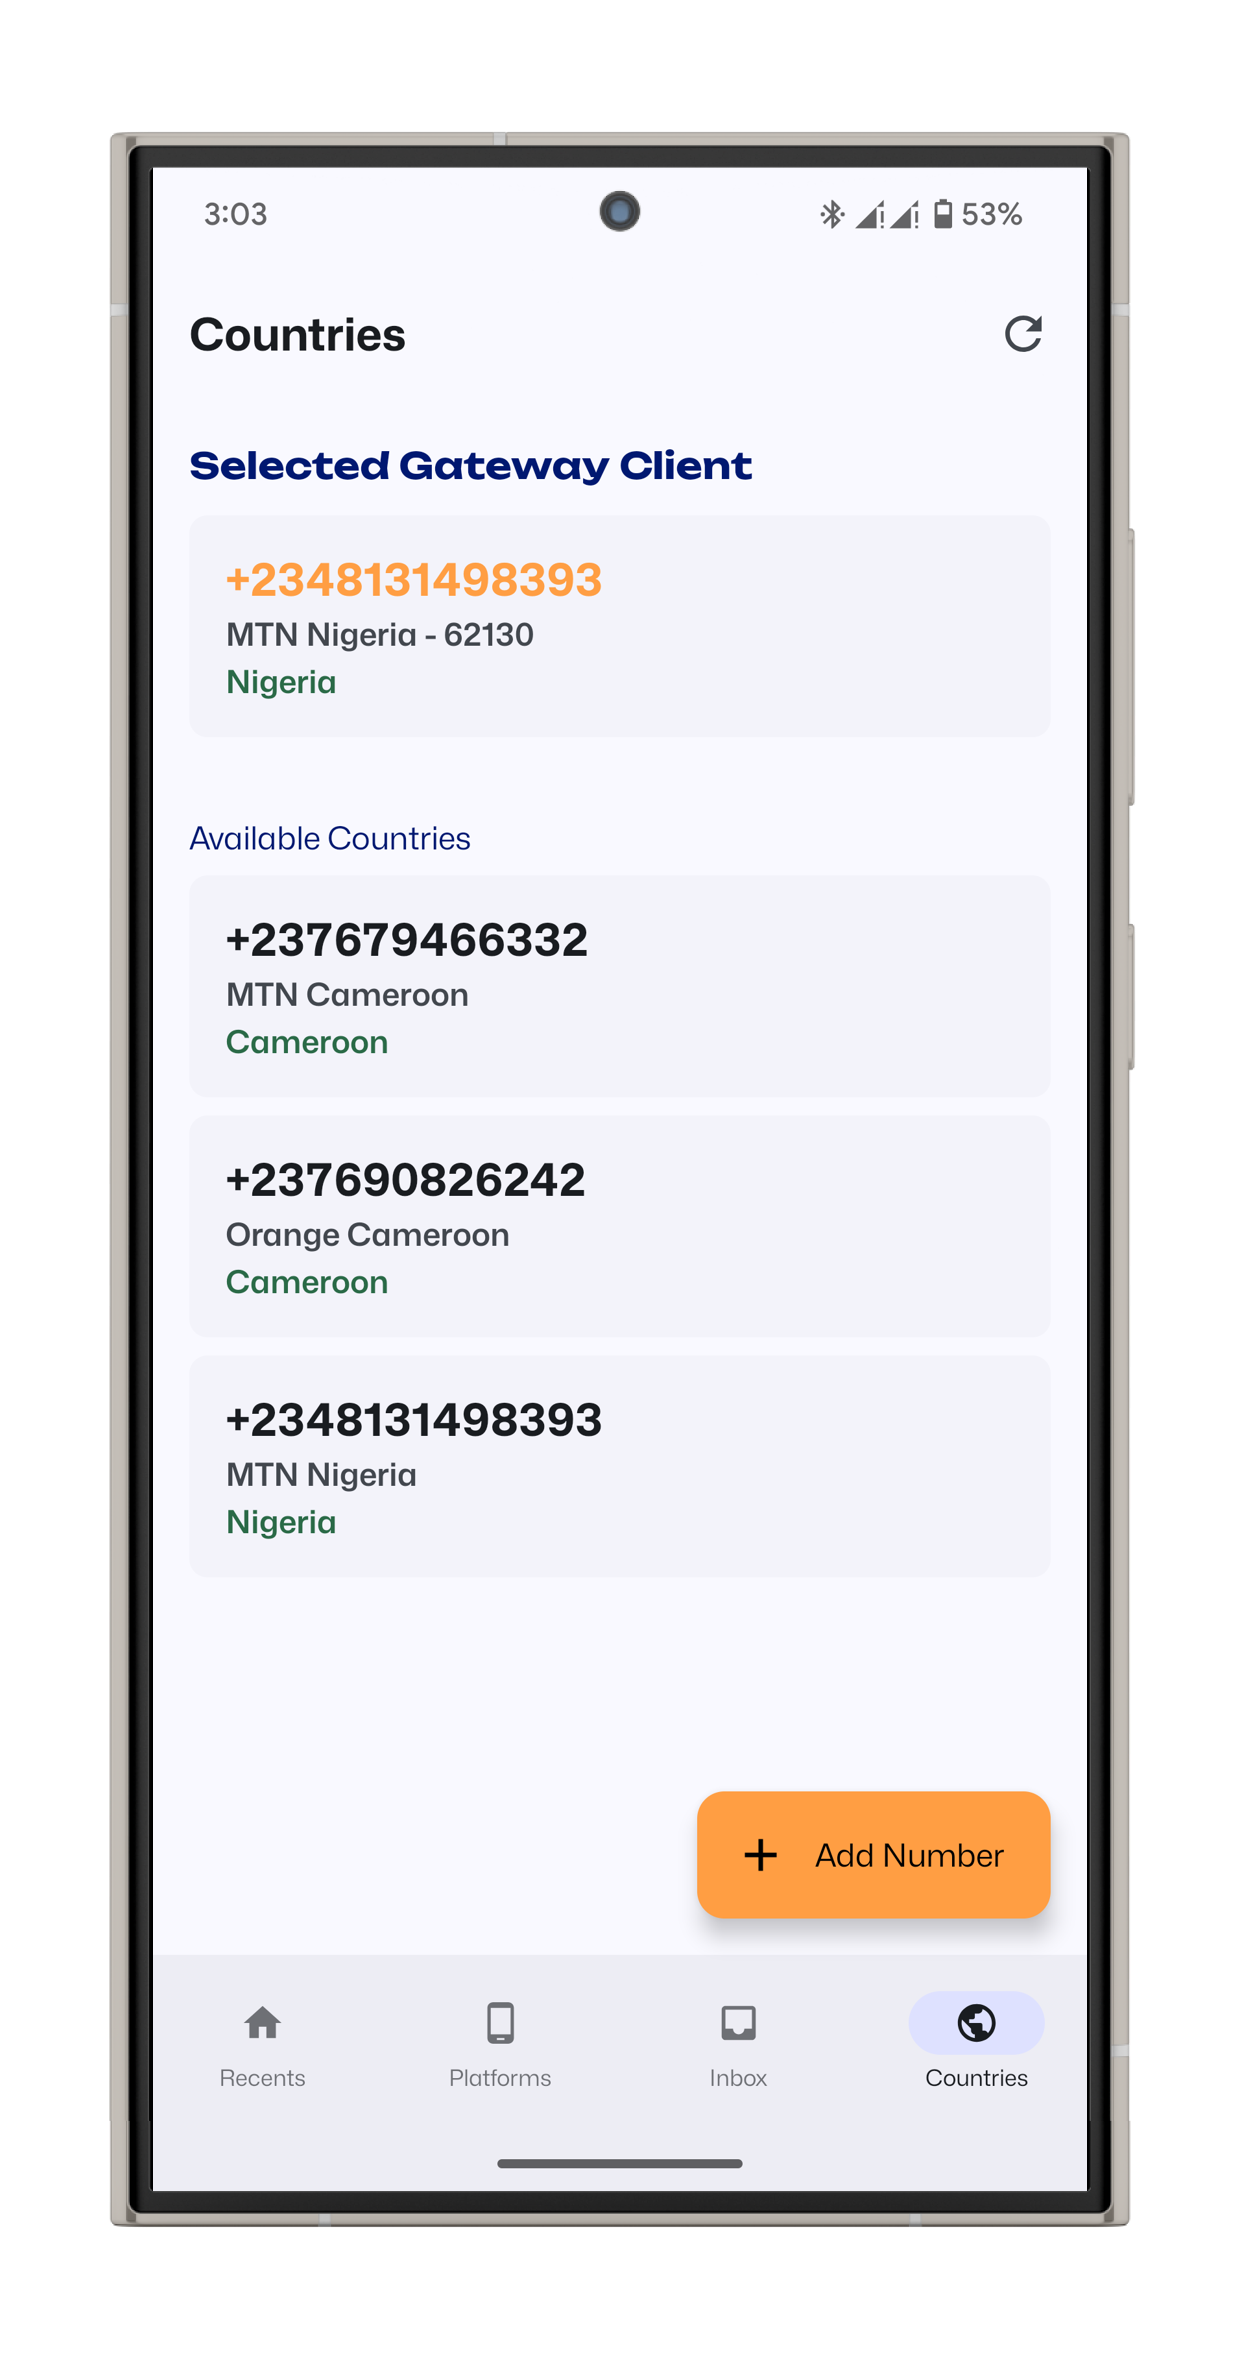 3:03
53%
Countries
Selected Gateway Client
+2348131498393
MTN Nigeria - 62130
Nigeria
Available Countries
+237679466332
MTN Cameroon
Cameroon
+237690826242
Orange Cameroon
Cameroon
+2348131498393
MTN Nigeria
Nigeria
+ Add Number
Recents
Platforms
Inbox
Countries